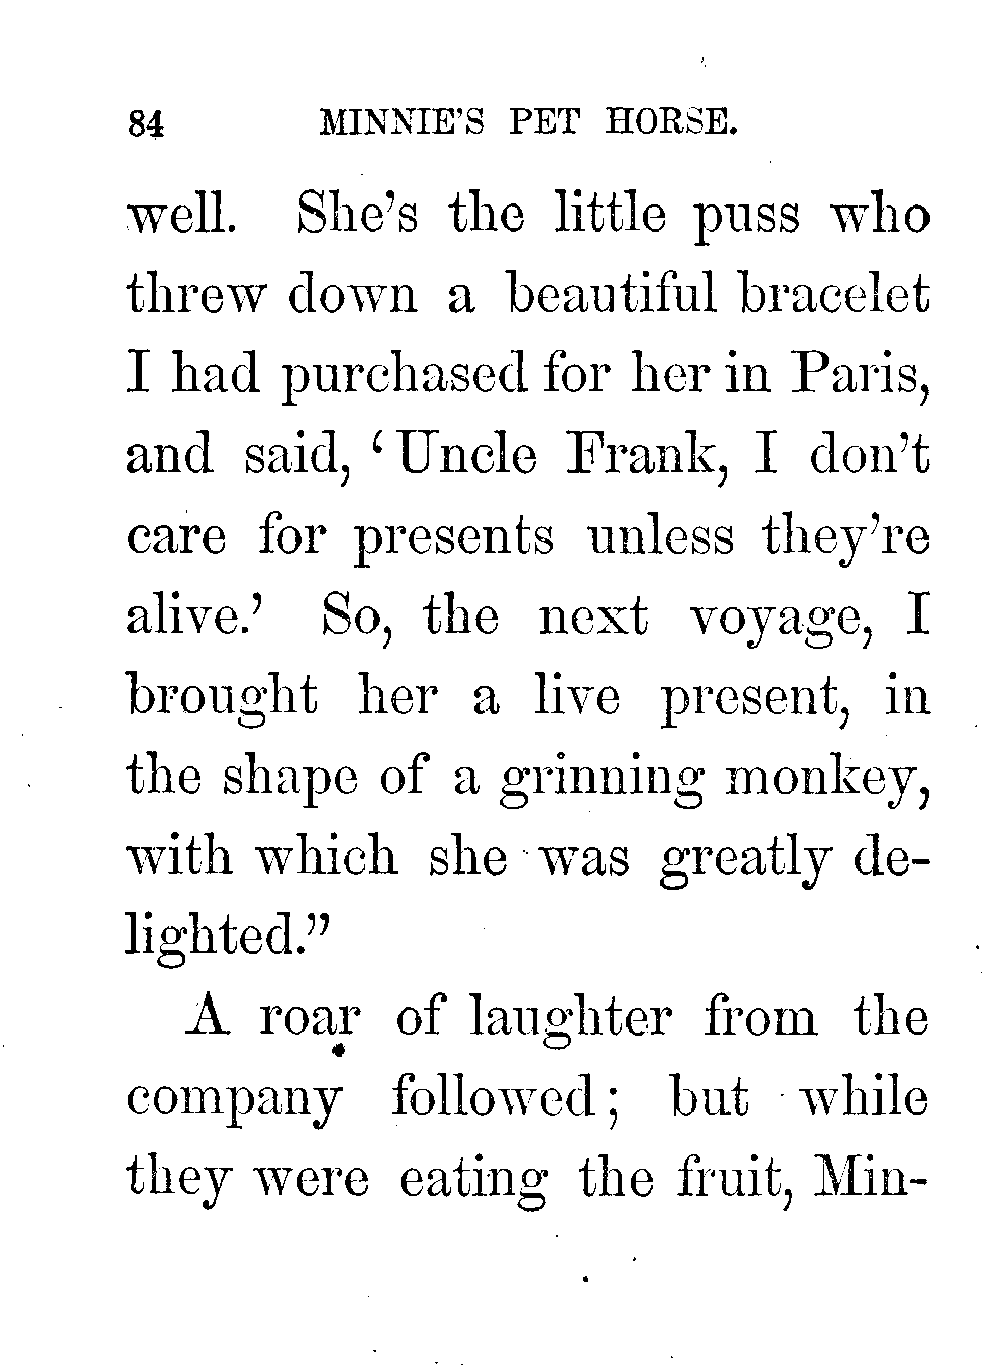 84 MINNIE'S PET HORSE.
well. She's the little puss who
threw down a beautiful bracelet
I had purchased for her in Paris,
and said, 'Uncle Frank, I don't
care for presents unless they're
alive.' So, the next voyage, I
brought her a live present, in
the shape of a grinning monkey,
with which she was greatly de-
lighted."
A roar of laughter from the
company followed; but while
they were eating the fruit, Min-